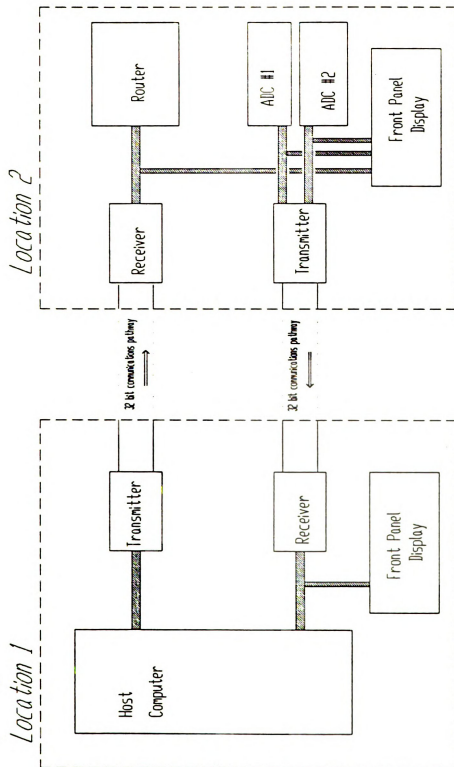 Location 1
Host
Computer
Transmitter
Receiver
Front Panel
Display
32 bit communications pathway
32 bit communications pathway
Location 2
Receiver
Router
Transmitter
ADC #1
ADC #2
Front Panel
Display